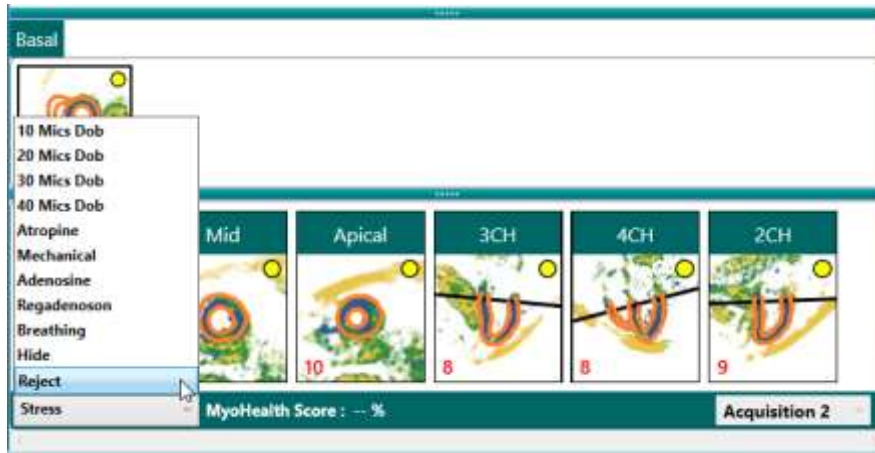 Basal
10 Mics Dob
20 Mics Dob
30 Mics Dob
40 Mics Dob
Atropine
Mechanical
Adenosine
Regadenoson
Breathing
Hide
Reject
Mid
Apical
3CH
4CH
2CH
10
8
8
9
Stress
MyoHealth Score : -- %
Acquisition 2